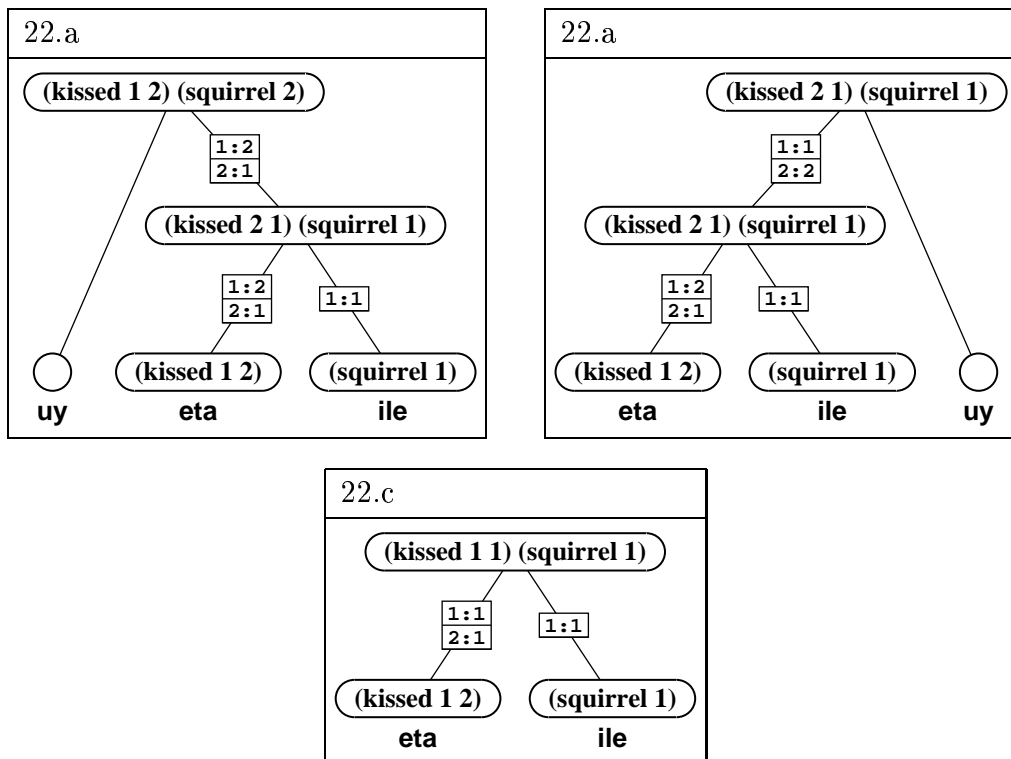 22.a
(kissed 1 2) (squirrel 2)
1:2
2:1
(kissed 2 1) (squirrel 1)
1:2
2:1
1:1
(kissed 1 2)
(squirrel 1)
uy
eta
ile
22.a
(kissed 2 1) (squirrel 1)
1:1
2:2
(kissed 2 1) (squirrel 1)
1:2
2:1
1:1
(kissed 1 2)
(squirrel 1)
eta
ile
uy
22.c
(kissed 1 1) (squirrel 1)
1:1
2:1
1:1
(kissed 1 2)
(squirrel 1)
eta
ile